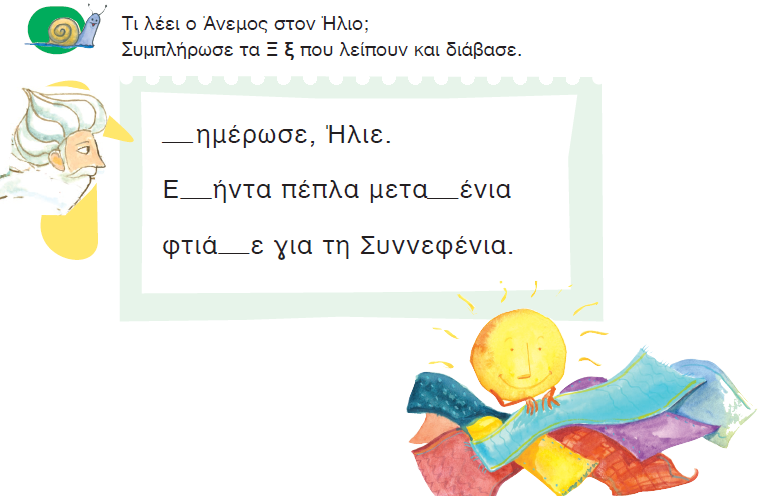 Τι λέει ο Άνεμος στον Ήλιο;
Συμπλήρωσε τα Ξ ξ που λείπουν και διάβασε.
__ημέρωσε, Ήλιε.
Ε__ήντα πέπλα μετα__ένια
φτιά__ε για τη Συννεφένια.